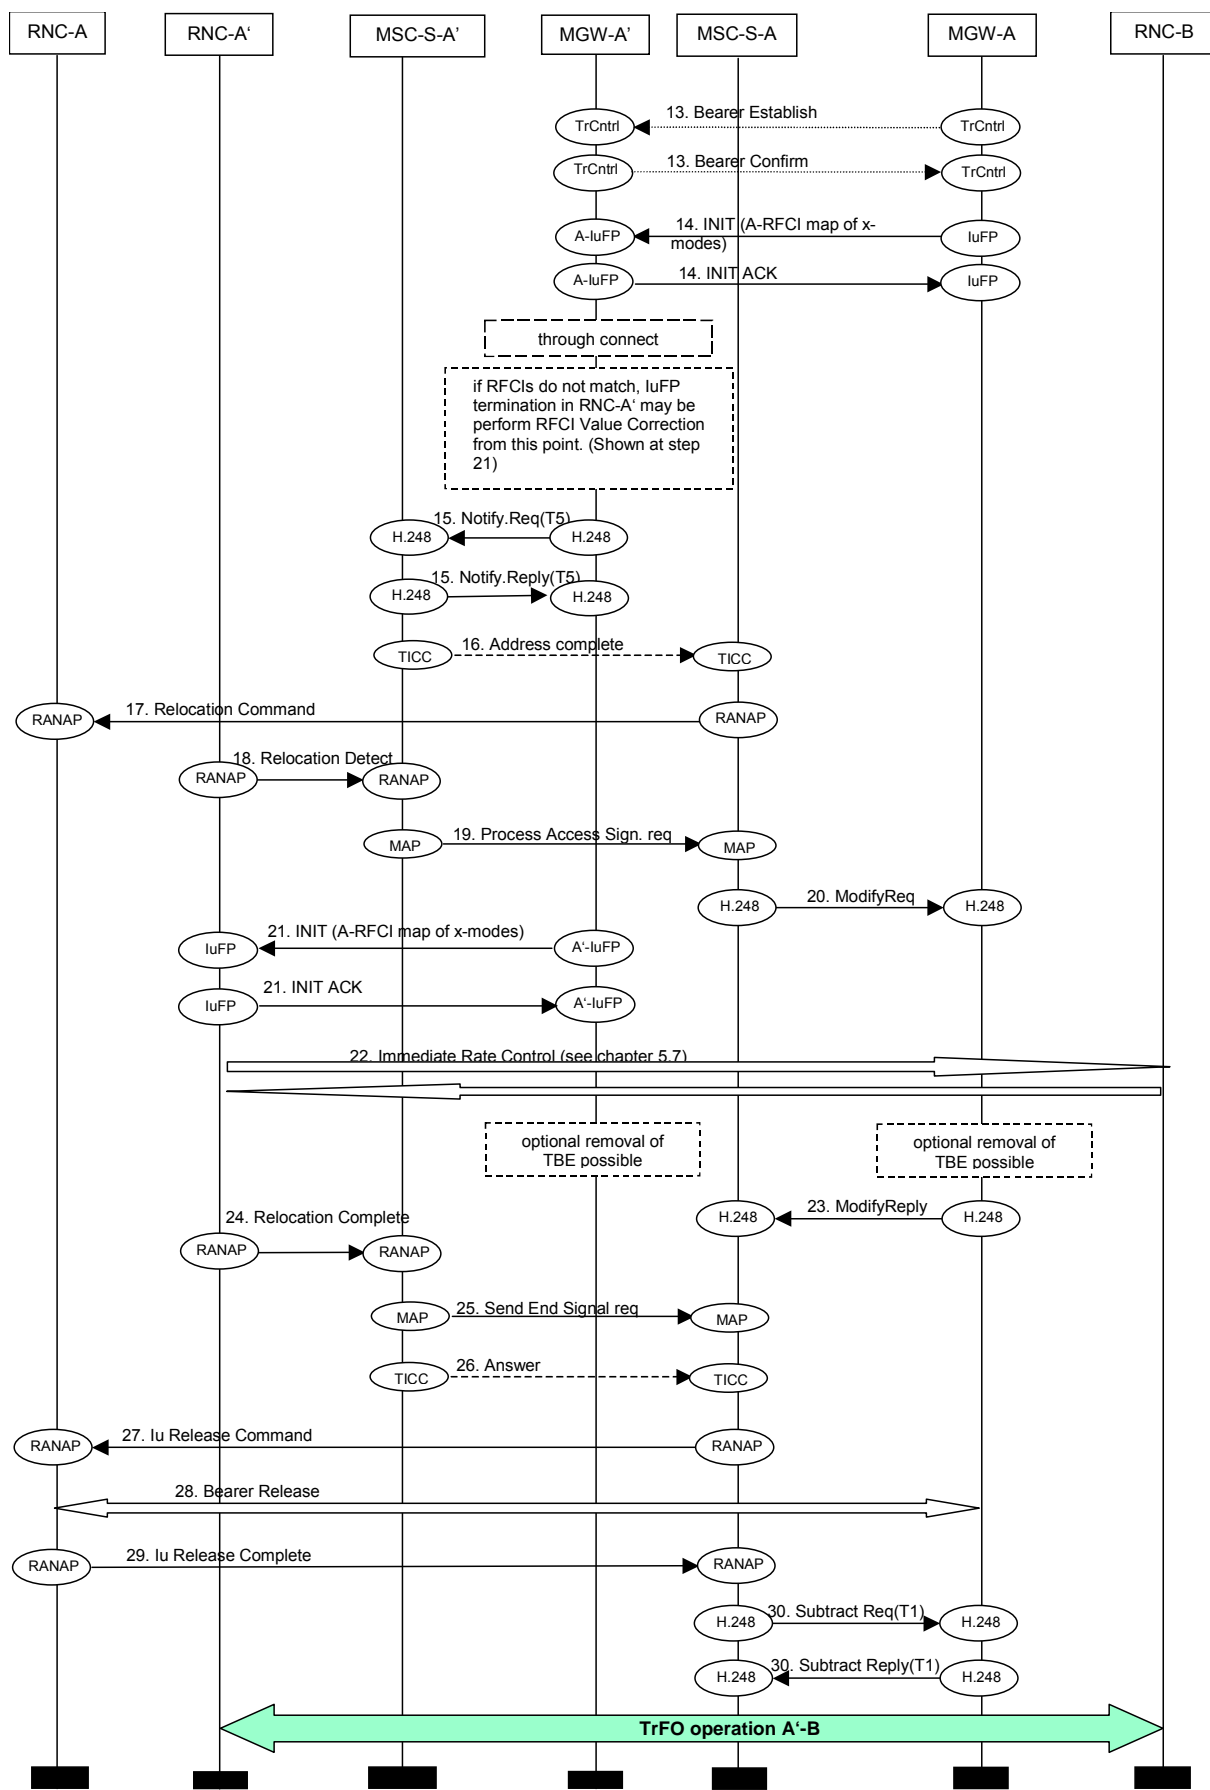 RNC-A
RNC-A‘
MSC-S-A’
MGW-A’
MSC-S-A
MGW-A
RNC-B
13. Bearer Establish
TrCntrl
TrCntrl
13. Bearer Confirm
TrCntrl
TrCntrl
14. INIT (A-RFCI map of x-
modes)
A-IuFP
IuFP
14. INIT ACK
A-IuFP
IuFP
through connect
if RFCIs do not match, IuFP
termination in RNC-A‘ may be
perform RFCI Value Correction
from this point. (Shown at step
21)
15. Notify.Req(T5)
H.248
H.248
15. Notify.Reply(T5)
H.248
H.248
16. Address complete
TICC
TICC
17. Relocation Command
RANAP
RANAP
18. Relocation Detect
RANAP
RANAP
19. Process Access Sign. req
MAP
MAP
20. ModifyReq
H.248
H.248
21. INIT (A-RFCI map of x-modes)
IuFP
A‘-IuFP
21. INIT ACK
IuFP
A‘-IuFP
22. Immediate Rate Control (see chapter 5.7)
optional removal of
TBE possible
optional removal of
TBE possible
23. ModifyReply
H.248
H.248
24. Relocation Complete
RANAP
RANAP
25. Send End Signal req
MAP
MAP
26. Answer
TICC
TICC
27. Iu Release Command
RANAP
RANAP
28. Bearer Release
29. Iu Release Complete
RANAP
RANAP
30. Subtract Req(T1)
H.248
H.248
30. Subtract Reply(T1)
H.248
H.248
TrFO operation A‘-B